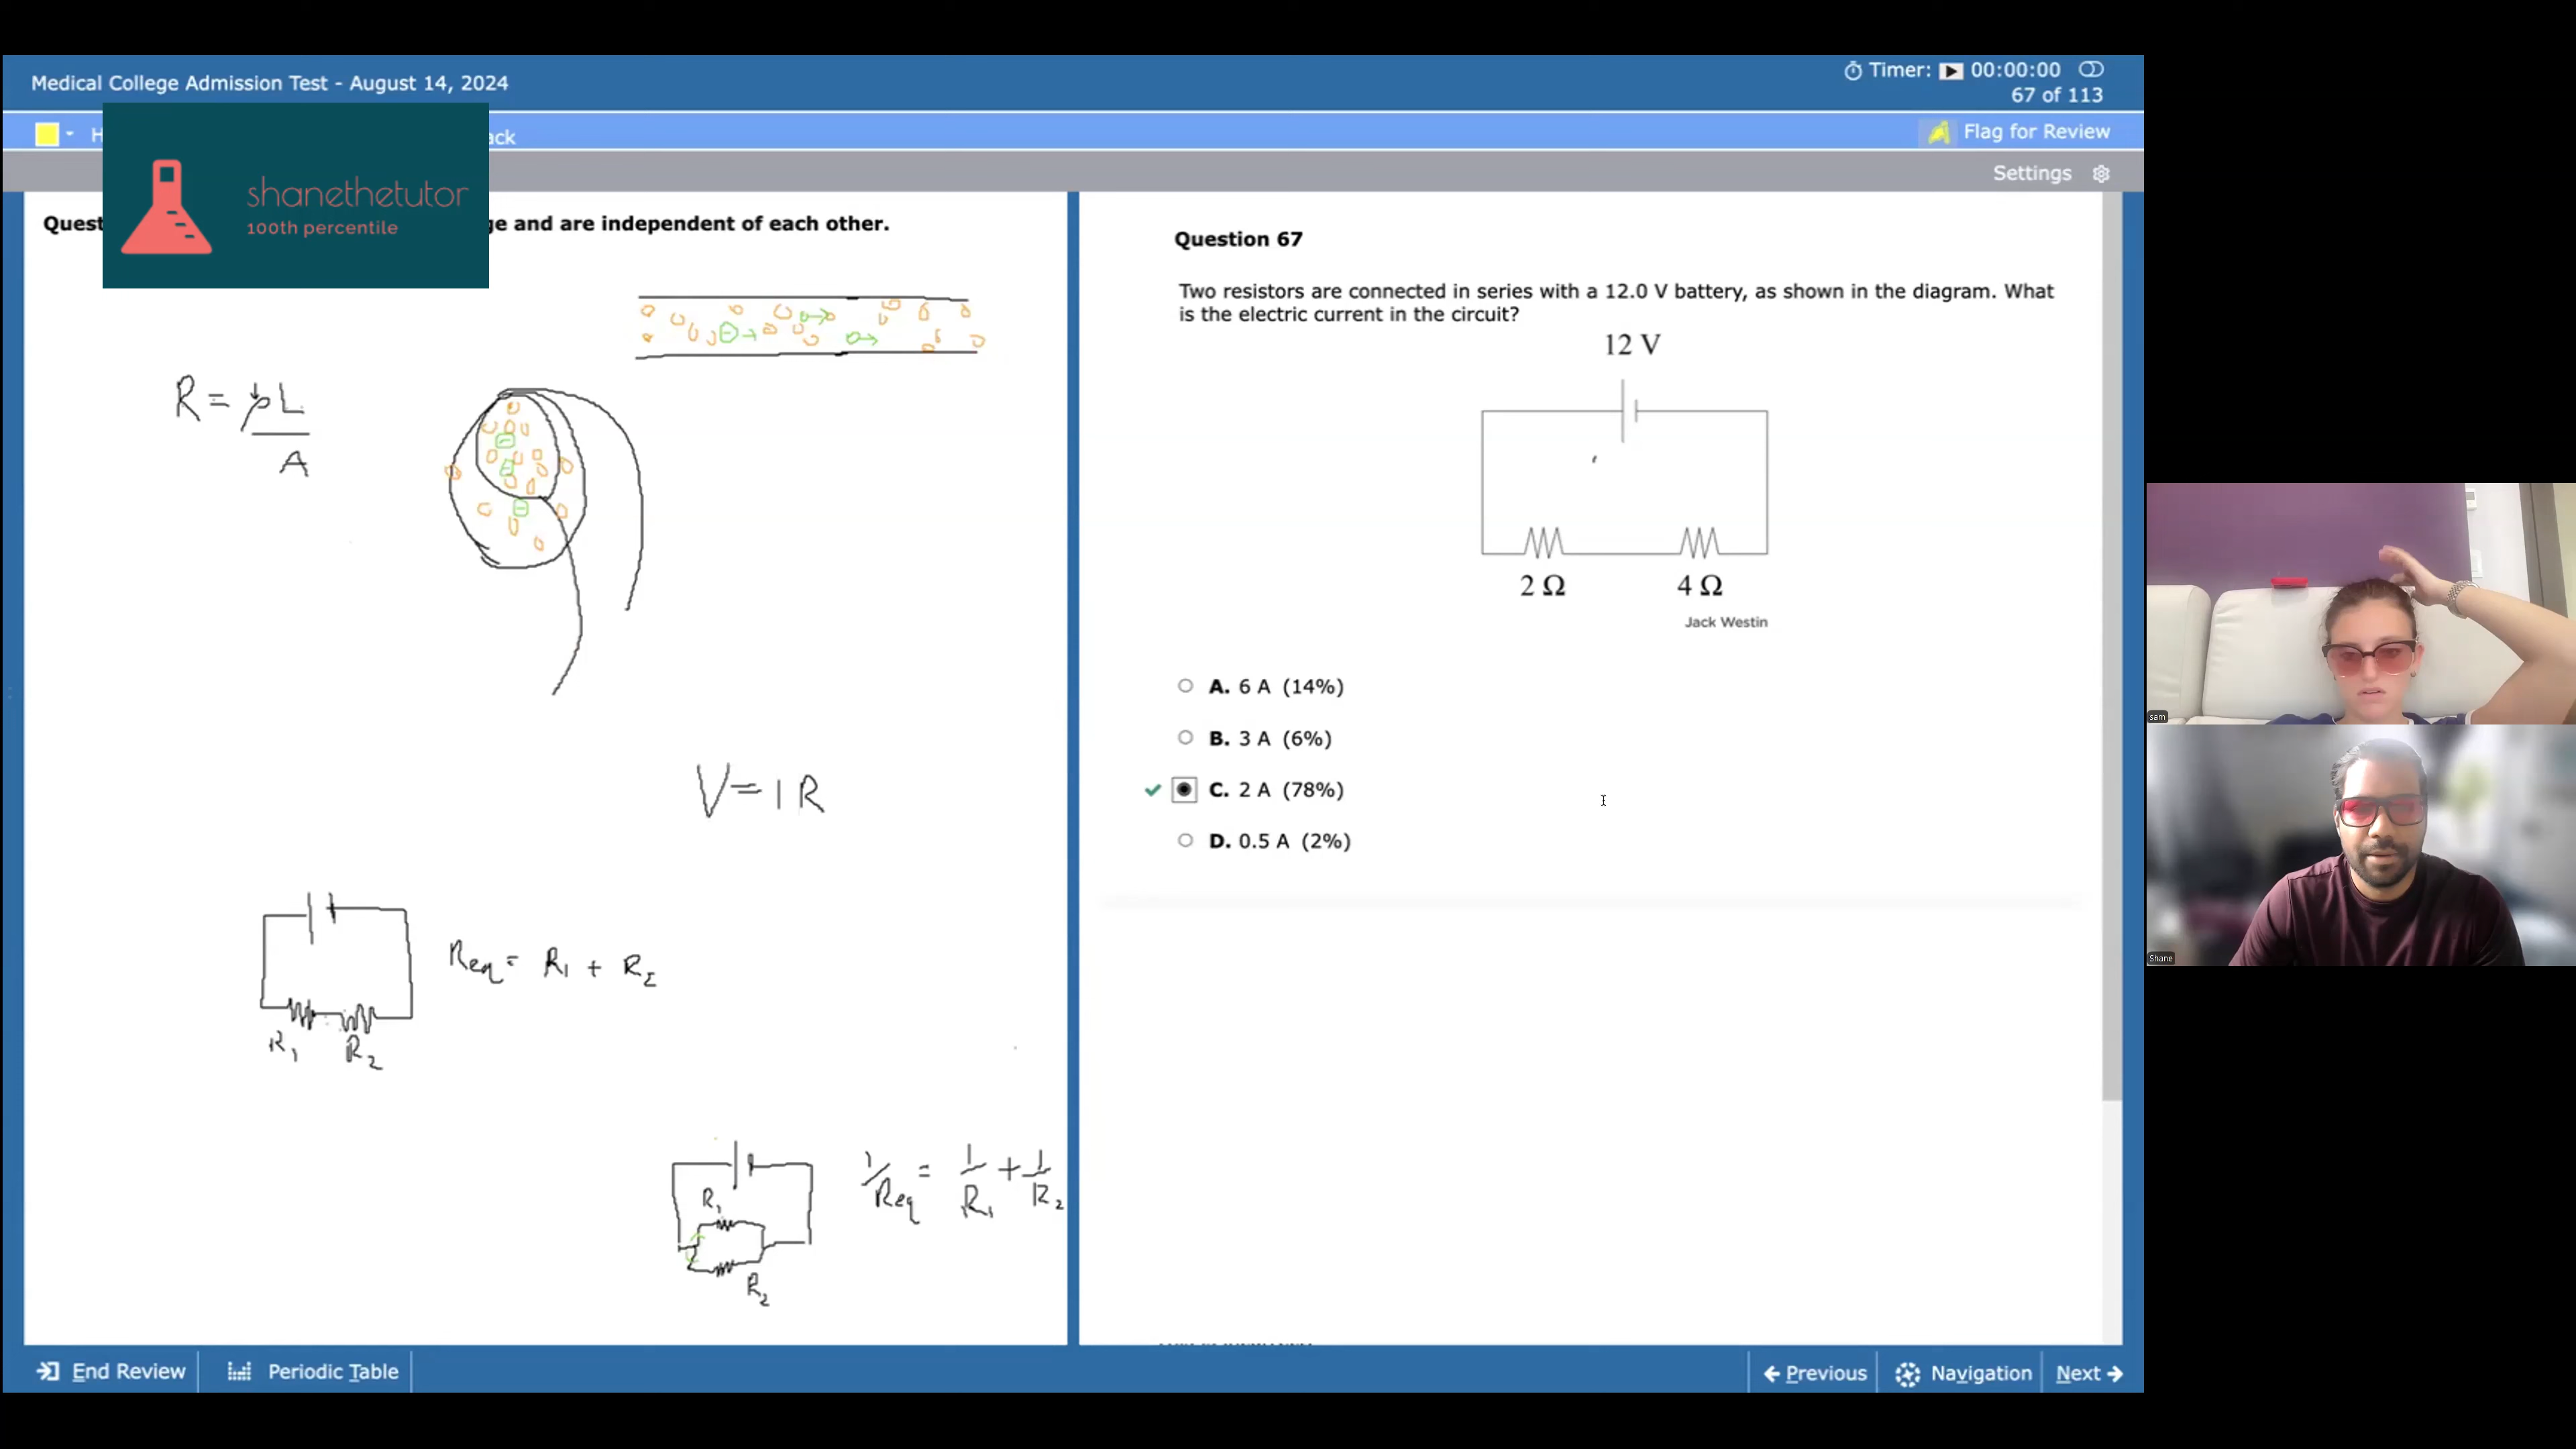 Medical College Admission Test - August 14, 2024
Timer: 00:00:00
67 of 113
H
ack
Flag for Review
Settings
shanethetutor
100th percentile
Quest
ge and are independent of each other.
R = ρL
A
V = I R
Req = R1 + R2
R1 R2
R1
R2
1/Req = 1/R1 + 1/R2
Question 67
Two resistors are connected in series with a 12.0 V battery, as shown in the diagram. What
is the electric current in the circuit?
12 V
2 Ω 4 Ω
Jack Westin
A. 6 A (14%)
B. 3 A (6%)
C. 2 A (78%)
D. 0.5 A (2%)
sam
Shane
End Review
Periodic Table
Previous
Navigation
Next